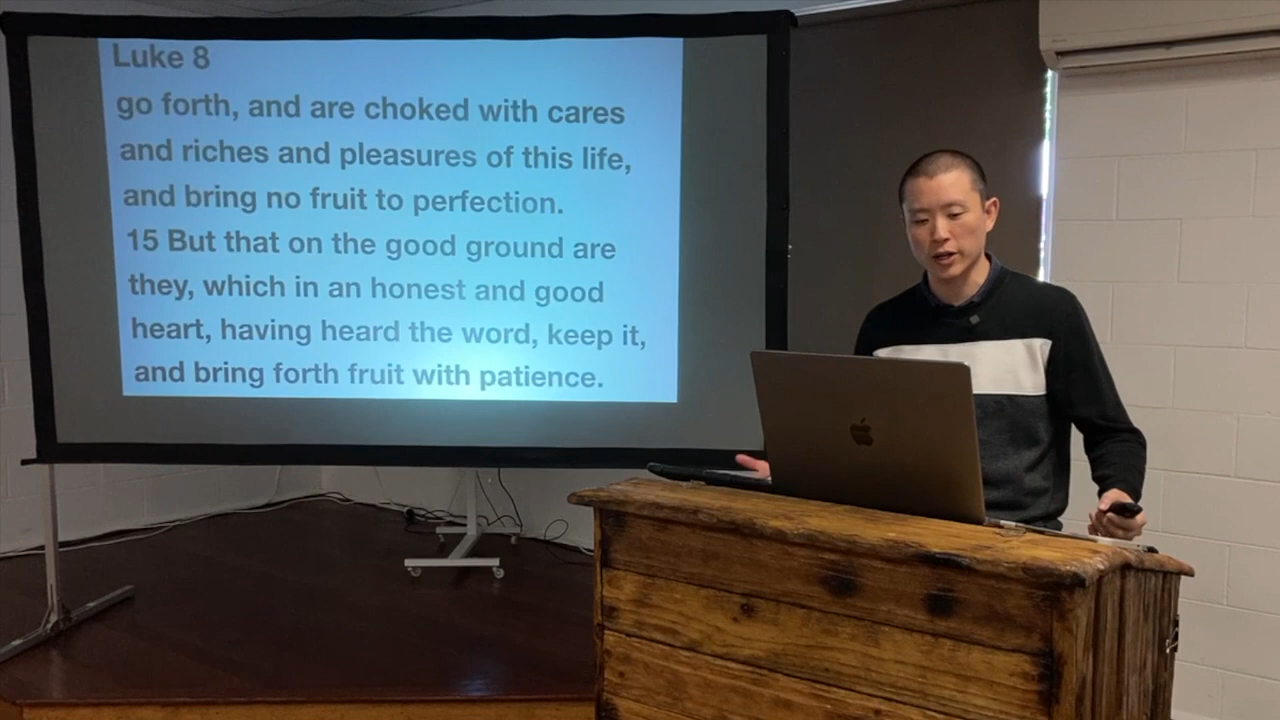 Luke 8
go forth, and are choked with cares
and riches and pleasures of this life,
and bring no fruit to perfection.
15 But that on the good ground are
they, which in an honest and good
heart, having heard the word, keep it,
and bring forth fruit with patience.